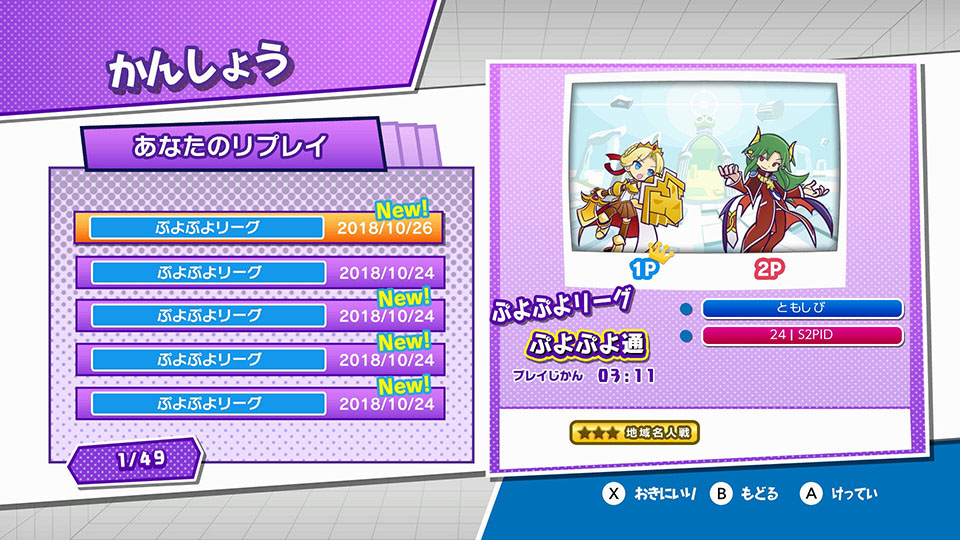 かんしょう
あなたのリプレイ
New!
ぷよぷよリーグ 2018/10/26
ぷよぷよリーグ 2018/10/24
New!
ぷよぷよリーグ 2018/10/24
New!
ぷよぷよリーグ 2018/10/24
New!
ぷよぷよリーグ 2018/10/24
1/49
1P 2P
ぷよぷよリーグ
ともしび
ぷよぷよ通
24 | S2PID
プレイじかん 03:11
★★★ 地域名人戦
X おきにいり B もどる A けってい